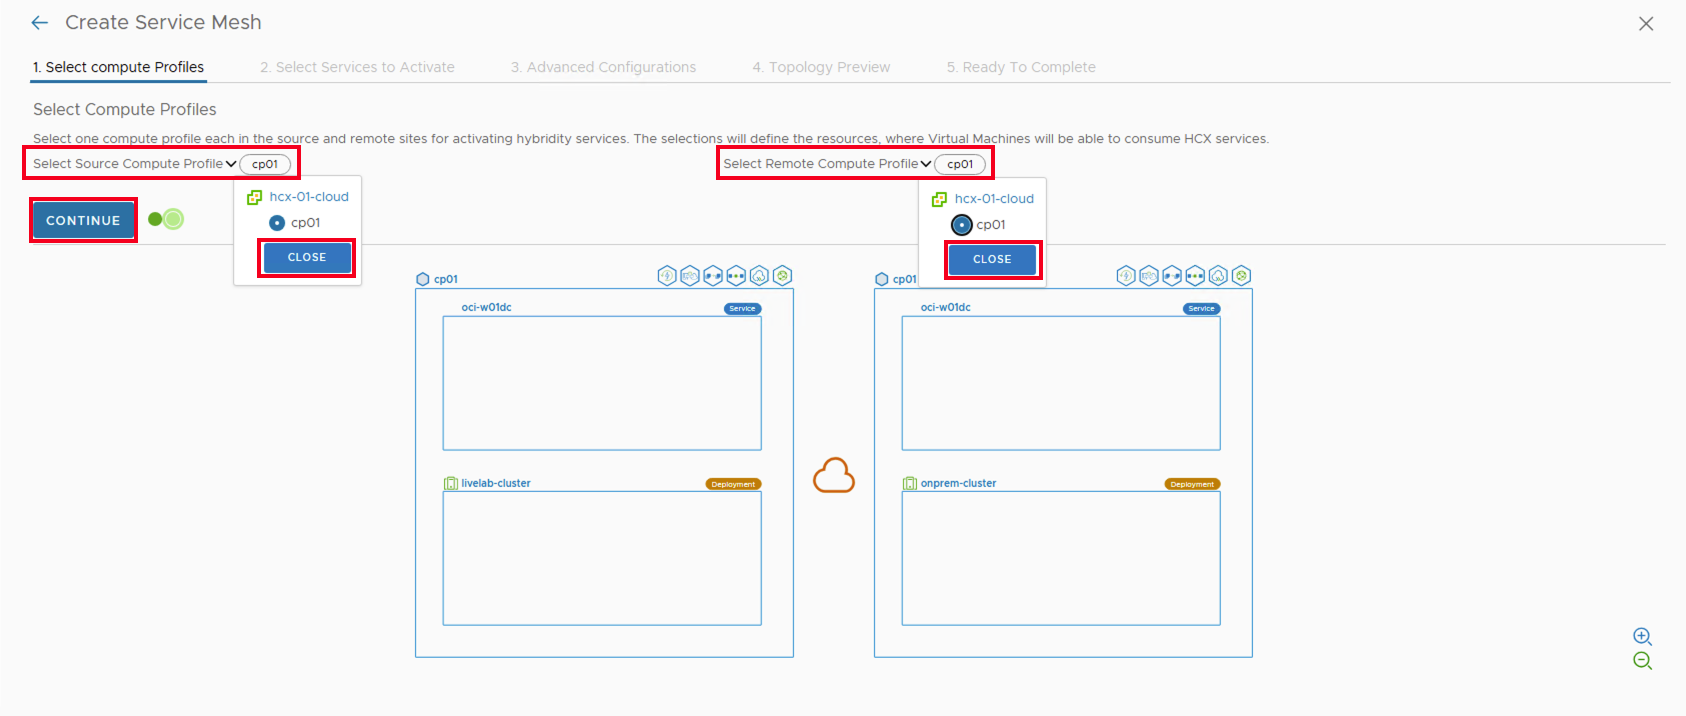 Create Service Mesh
1. Select compute Profiles
2. Select Services to Activate
3. Advanced Configurations
4. Topology Preview
5. Ready To Complete
Select Compute Profiles
Select one compute profile each in the source and remote sites for activating hybridity services. The selections will define the resources, where Virtual Machines will be able to consume HCX services.
Select Source Compute Profile cp01
Select Remote Compute Profile cp01
hcx-01-cloud
cp01
CLOSE
hcx-01-cloud
cp01
CLOSE
CONTINUE
cp01
oci-w01dc
Service
livelab-cluster
Deployment
cp01
oci-w01dc
Service
onprem-cluster
Deployment